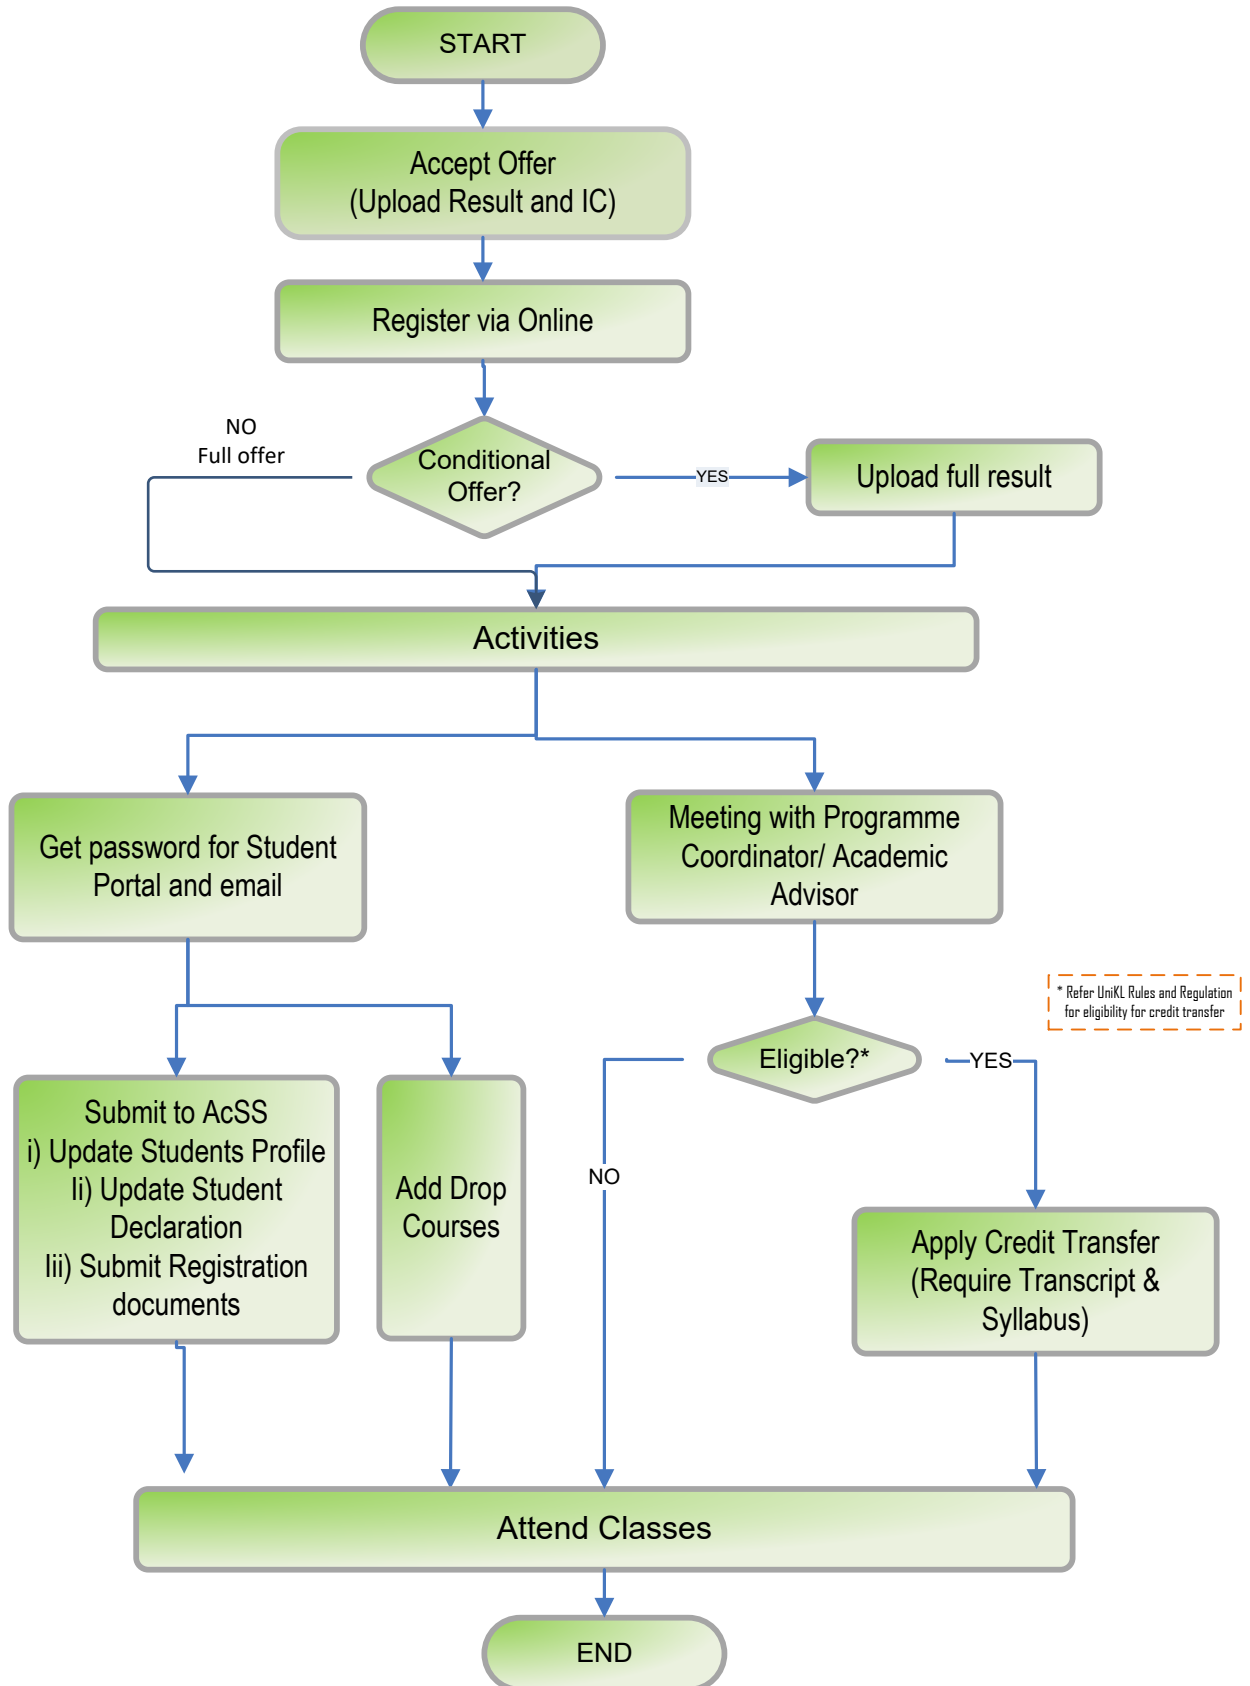 START
Accept Offer
(Upload Result and IC)
Register via Online
NO
Full offer
Conditional
Offer?
YES
Upload full result
Activities
Get password for Student
Portal and email
Meeting with Programme
Coordinator/ Academic
Advisor
* Refer UniKL Rules and Regulation
for eligibility for credit transfer
Eligible?*
YES
NO
Submit to AcSS
i) Update Students Profile
Ii) Update Student
Declaration
Iii) Submit Registration
documents
Add Drop
Courses
Apply Credit Transfer
(Require Transcript &
Syllabus)
Attend Classes
END